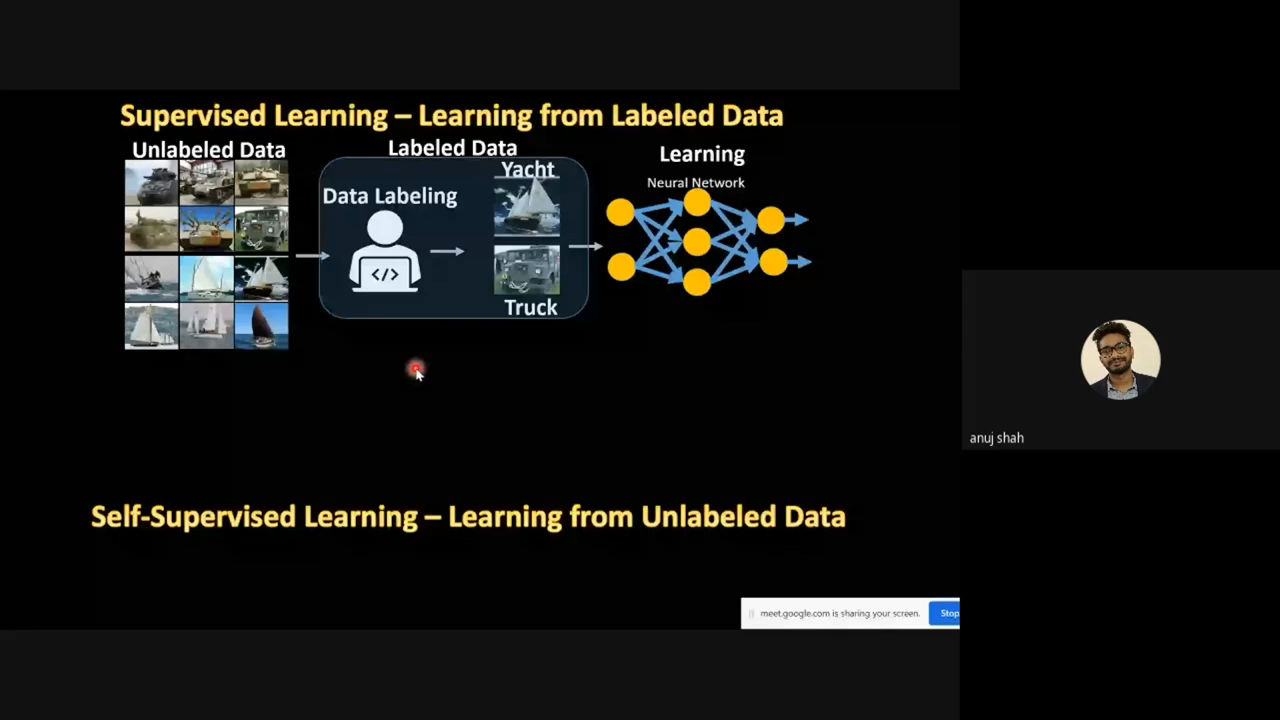 Supervised Learning – Learning from Labeled Data
Unlabeled Data
Labeled Data
Learning
Data Labeling
Yacht
Truck
</>
Neural Network
Self-Supervised Learning – Learning from Unlabeled Data
meet.google.com is sharing your screen.
Stop
anuj shah